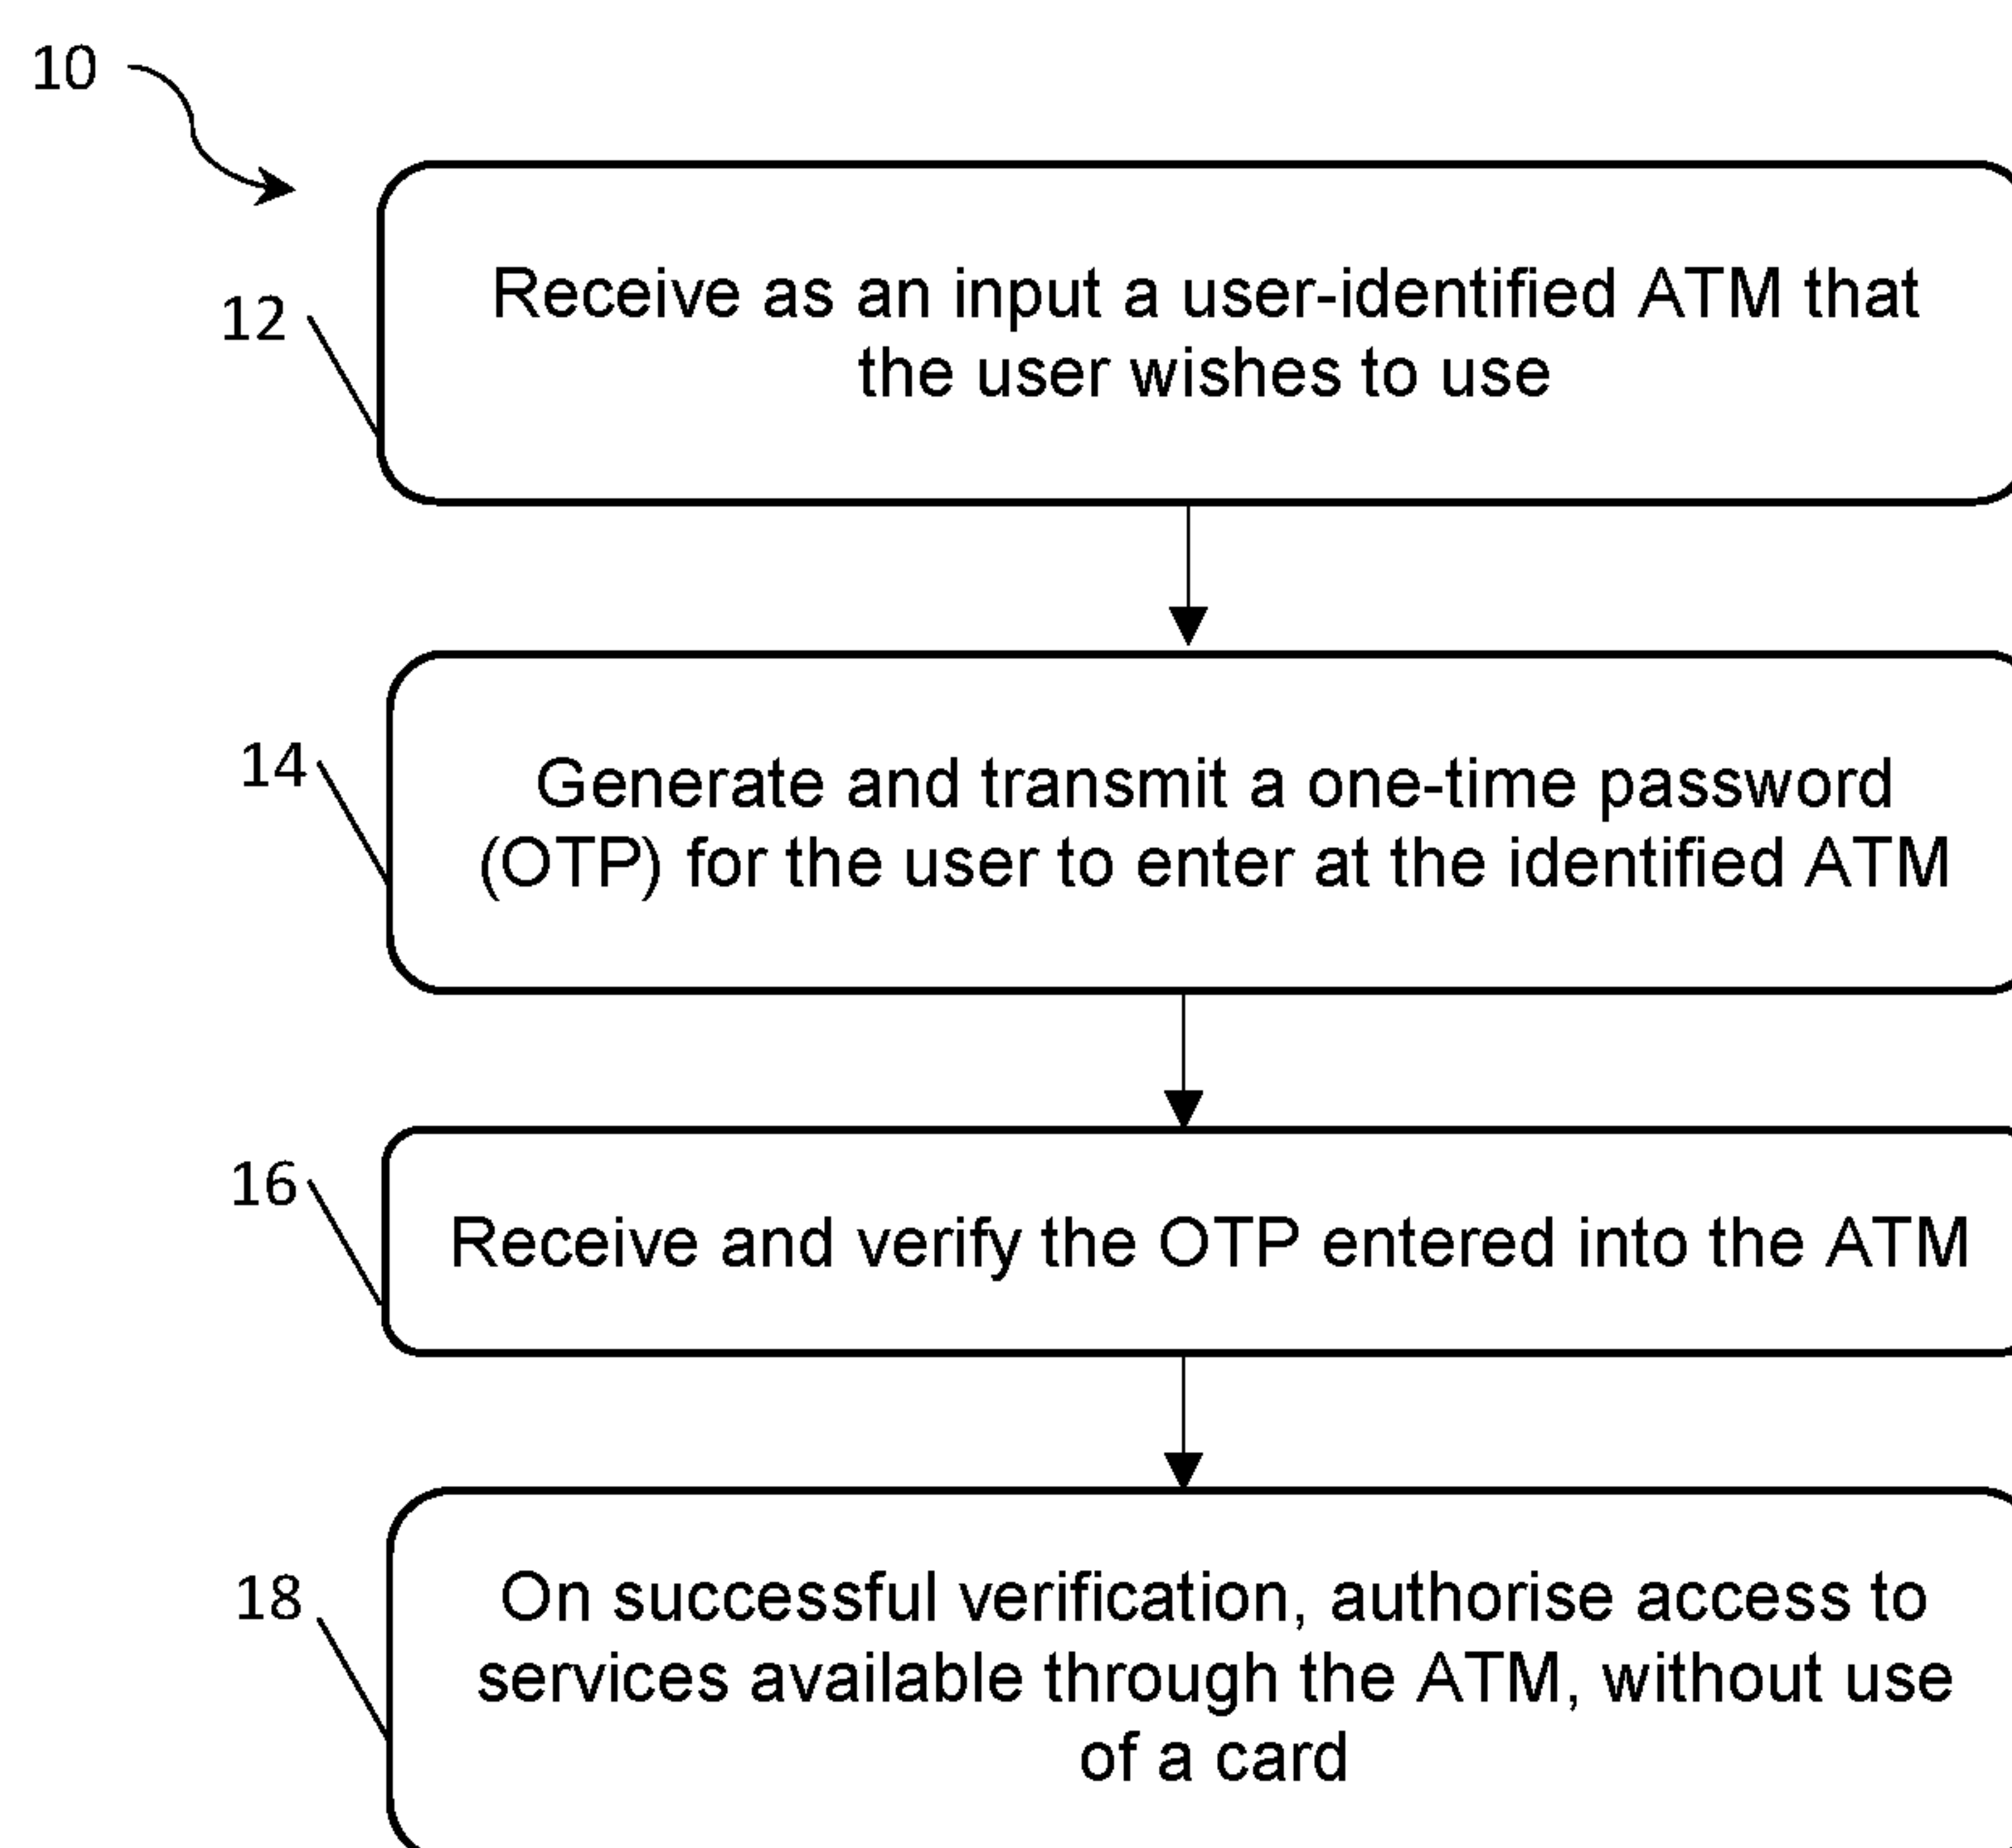 10
12
Receive as an input a user-identified ATM that
the user wishes to use
14
Generate and transmit a one-time password
(OTP) for the user to enter at the identified ATM
16
Receive and verify the OTP entered into the ATM
18
On successful verification, authorise access to
services available through the ATM, without use
of a card